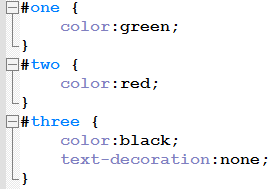 #one {
color:green;
}
#two {
color:red;
}
#three {
color:black;
text-decoration:none;
}